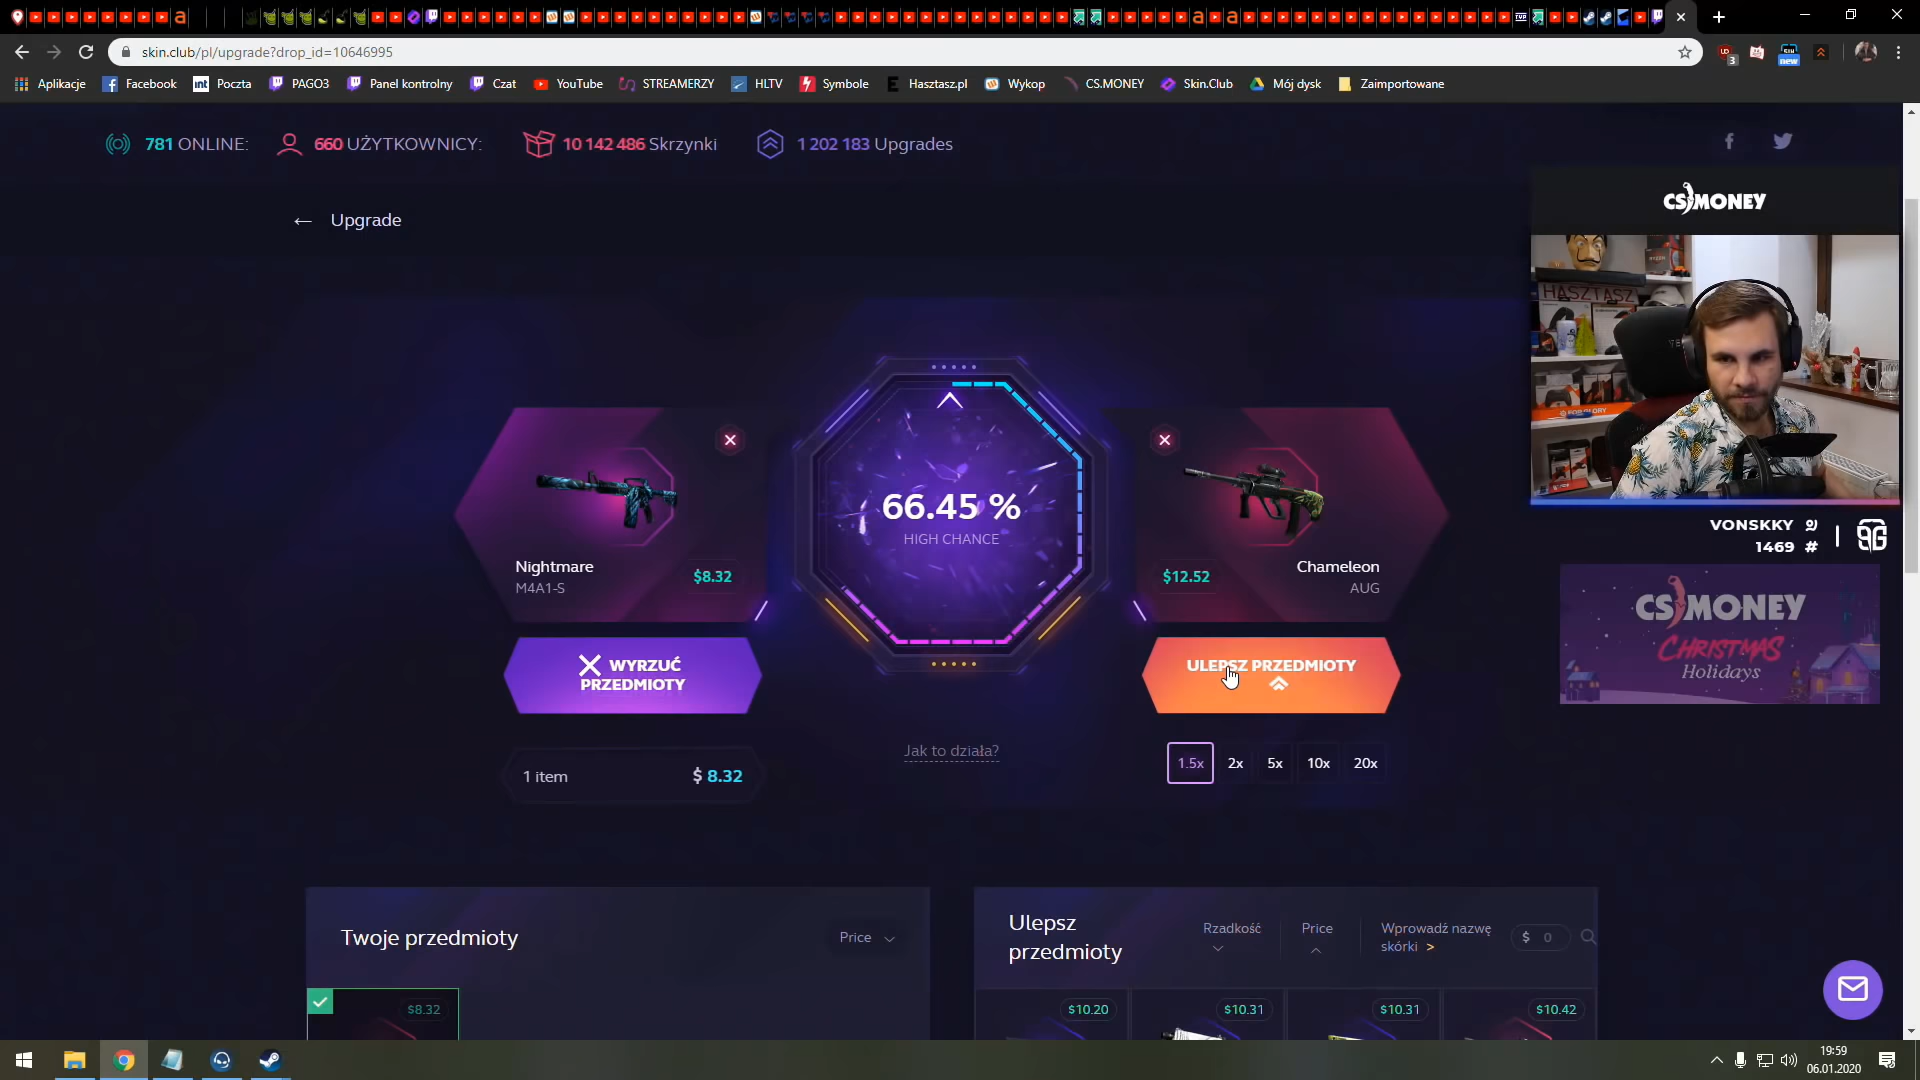 skin.club/pl/upgrade?drop_id=10646995
Aplikacje
Facebook
Poczta
PAGO3
Panel kontrolny
Czat
YouTube
STREAMERZY
HLTV
Symbole
Hasztasz.pl
Wykop
CS.MONEY
Skin.Club
Mój dysk
Zaimportowane
781 ONLINE:
660 UŻYTKOWNICY:
10 142 486 Skrzynki
1 202 183 Upgrades
← Upgrade
CS MONEY
HASZTASZ
Nightmare
M4A1-S
$8.32
66.45 %
HIGH CHANCE
$12.52
Chameleon
AUG
VONSKKY
1469 #
CS MONEY
CHRISTMAS
Holidays
WYRZUĆ
PRZEDMIOTY
ULEPSZ PRZEDMIOTY
1 item
$ 8.32
Jak to działa?
1.5x
2x
5x
10x
20x
Twoje przedmioty
Price
Ulepsz
przedmioty
Rzadkość
Price
Wprowadź nazwę
skórki >
$ 0
$8.32
$10.20
$10.31
$10.31
$10.42
19:59
06.01.2020